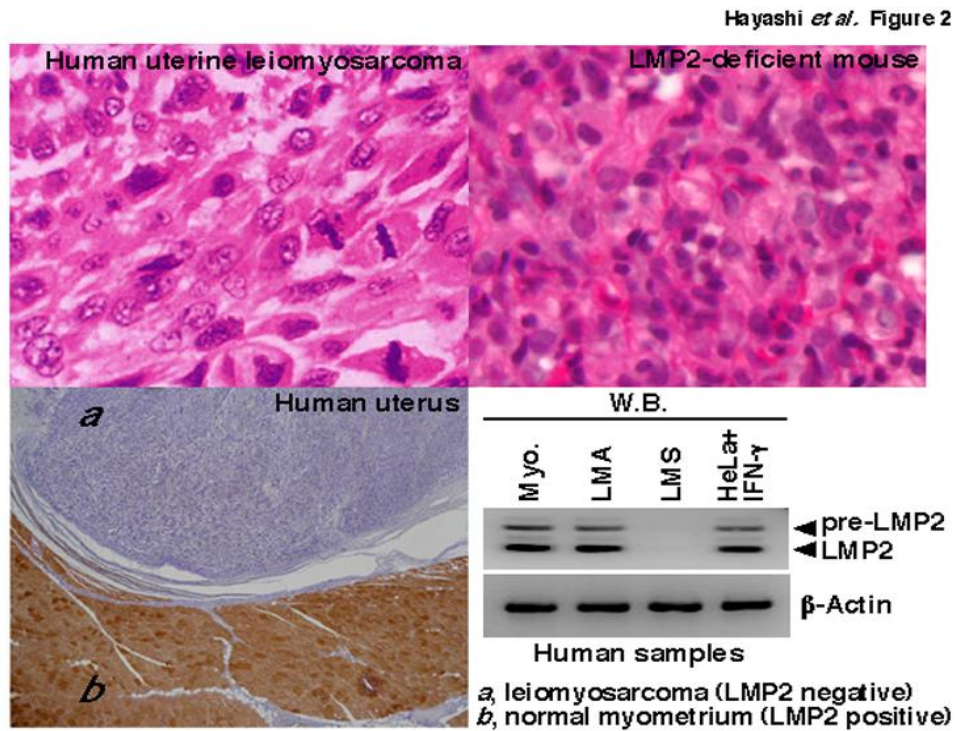 Hayashi et al. Figure 2
Human uterine leiomyosarcoma
LMP2-deficient mouse
a
Human uterus
b
W.B.
Myo.
LMA
LMS
HeLa+
IFN-γ
pre-LMP2
LMP2
β-Actin
Human samples
a, leiomyosarcoma (LMP2 negative)
b, normal myometrium (LMP2 positive)